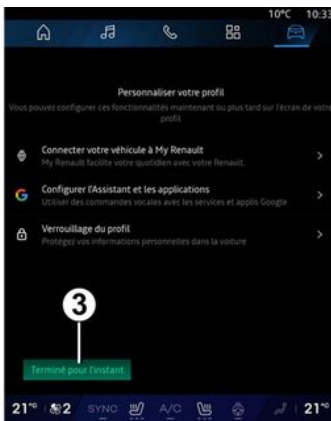 10°C 10:33
Personnaliser votre profil
Vous pouvez configurer ces fonctionnalités maintenant ou plus tard sur l'écran de votre
profil
Connecter votre véhicule à My Renault
My Renault facilite votre quotidien avec votre Renault.
Configurer l'Assistant et les applications
Utiliser des commandes vocales avec les services et applis Google
Verrouillage du profil
Protégez vos informations personnelles dans la voiture
3
Terminé pour l'instant
21° 2 SYNC A/C 21°